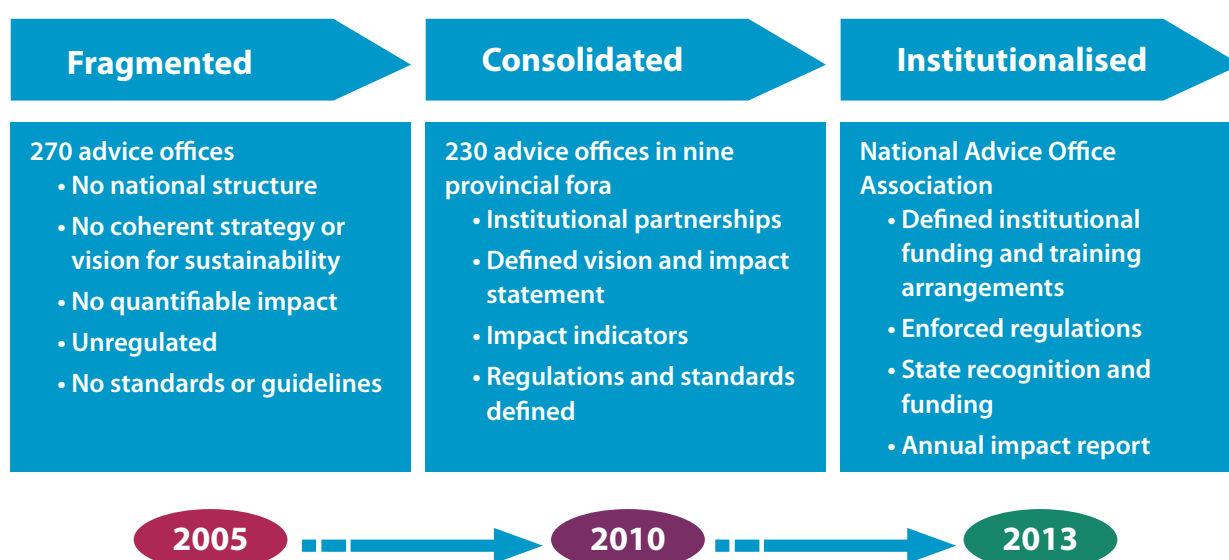 Fragmented
270 advice offices
• No national structure
• No coherent strategy or
vision for sustainability
• No quantifiable impact
• Unregulated
• No standards or guidelines
Consolidated
230 advice offices in nine
provincial fora
• Institutional partnerships
• Defined vision and impact
statement
• Impact indicators
• Regulations and standards
defined
Institutionalised
National Advice Office
Association
• Defined institutional
funding and training
arrangements
• Enforced regulations
• State recognition and
funding
• Annual impact report
2005
2010
2013